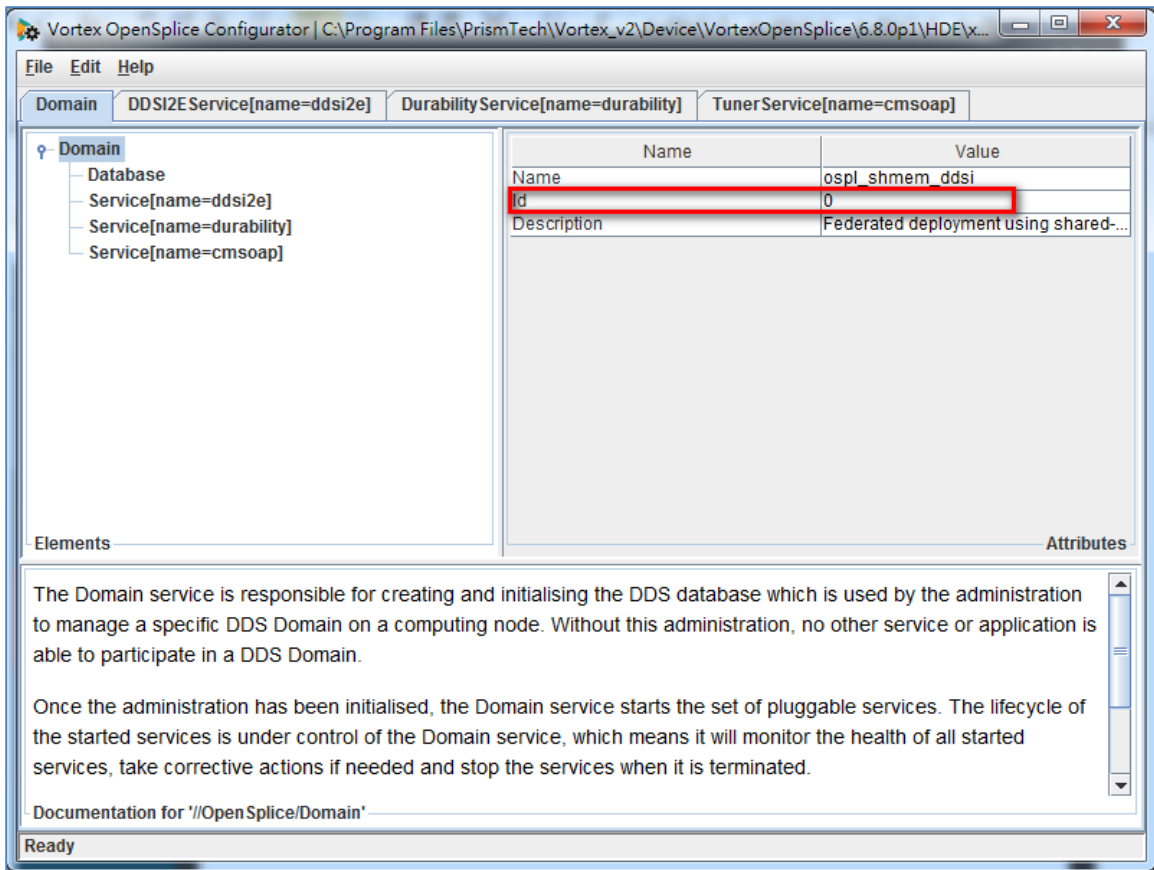 Vortex OpenSplice Configurator | C:\Program Files\PrismTech\Vortex_v2\Device\VortexOpenSplice\6.8.0p1\HDE\x...
File Edit Help
Domain DDSI2EService[name=ddsi2e] DurabilityService[name=durability] TunerService[name=cmsoap]
Domain
Database
Service[name=ddsi2e]
Service[name=durability]
Service[name=cmsoap]
Elements
Name Value
Name ospl_shmem_ddsi
Id 0
Description Federated deployment using shared-...
Attributes
The Domain service is responsible for creating and initialising the DDS database which is used by the administration
to manage a specific DDS Domain on a computing node. Without this administration, no other service or application is
able to participate in a DDS Domain.
Once the administration has been initialised, the Domain service starts the set of pluggable services. The lifecycle of
the started services is under control of the Domain service, which means it will monitor the health of all started
services, take corrective actions if needed and stop the services when it is terminated.
Documentation for '//OpenSplice/Domain'
Ready